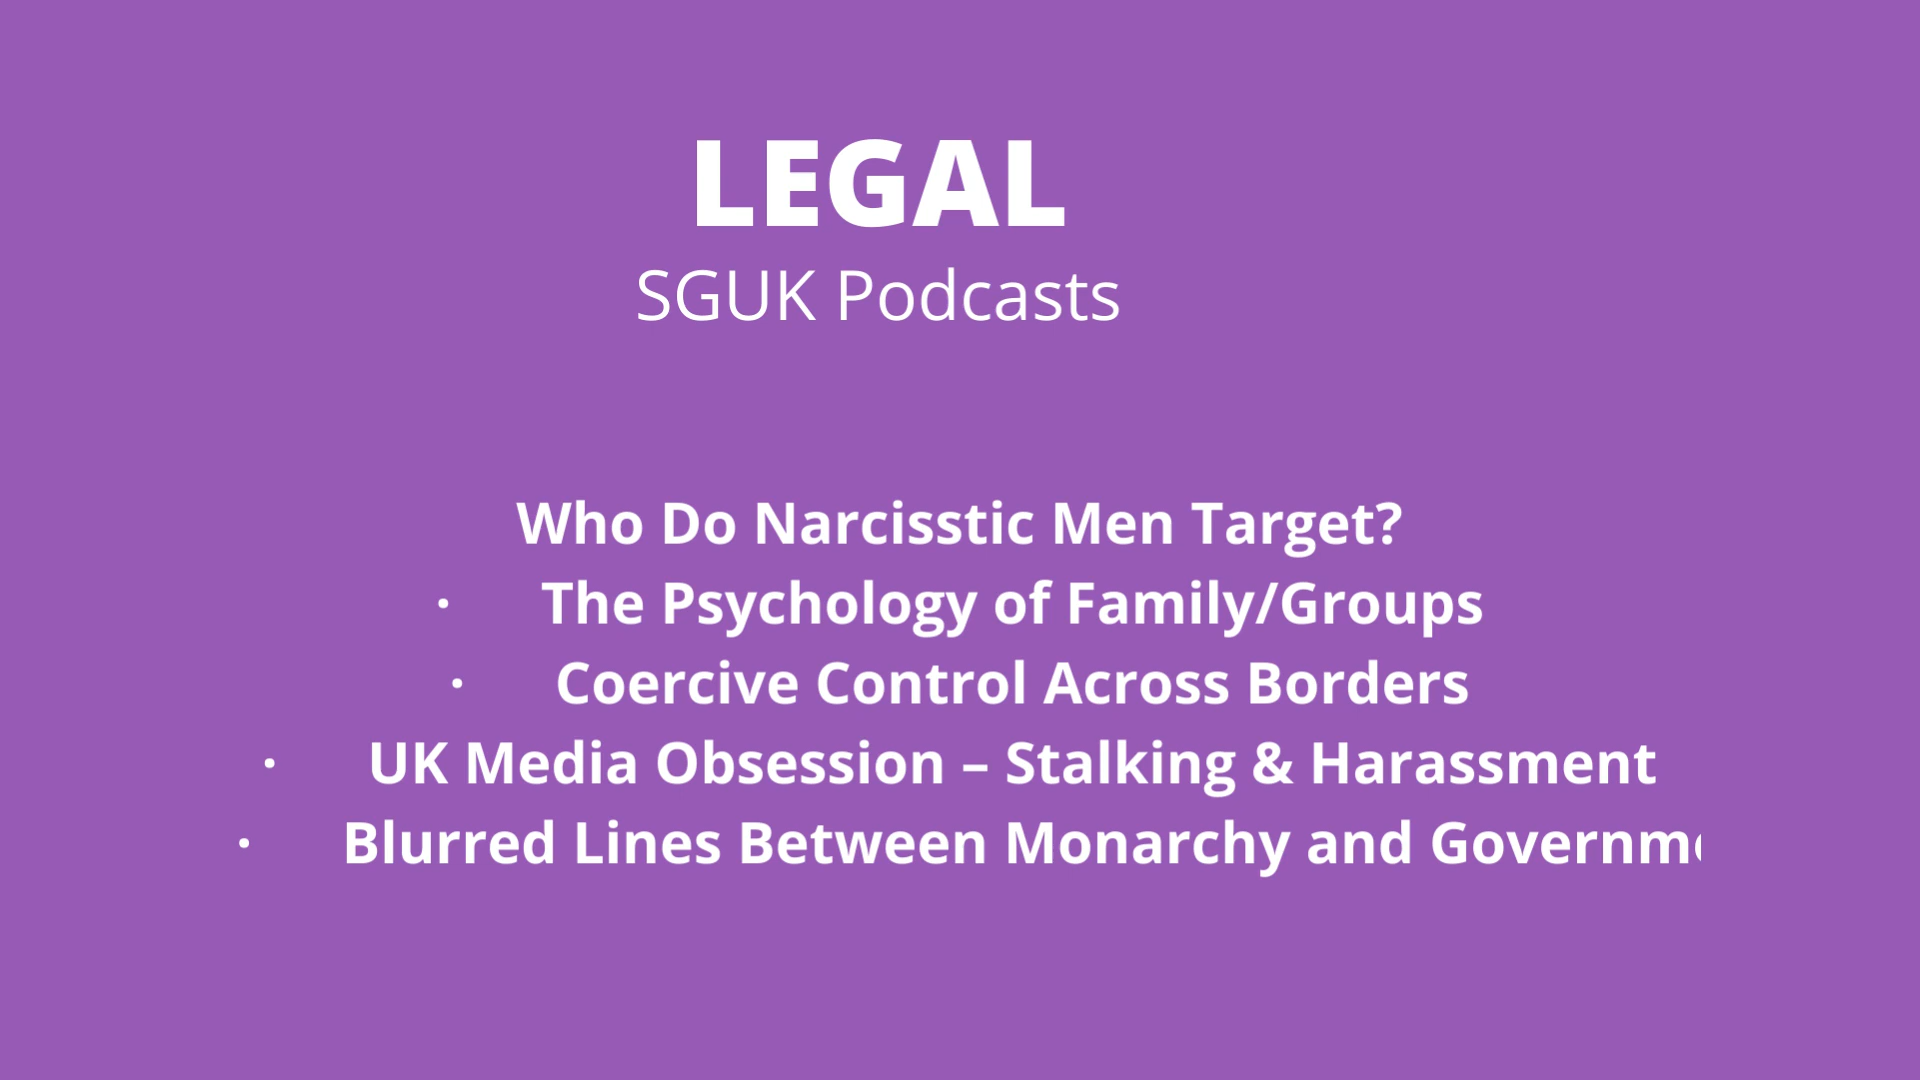 LEGAL
SGUK Podcasts
Who Do Narcisstic Men Target?
· The Psychology of Family/Groups
· Coercive Control Across Borders
· UK Media Obsession – Stalking & Harassment
· Blurred Lines Between Monarchy and